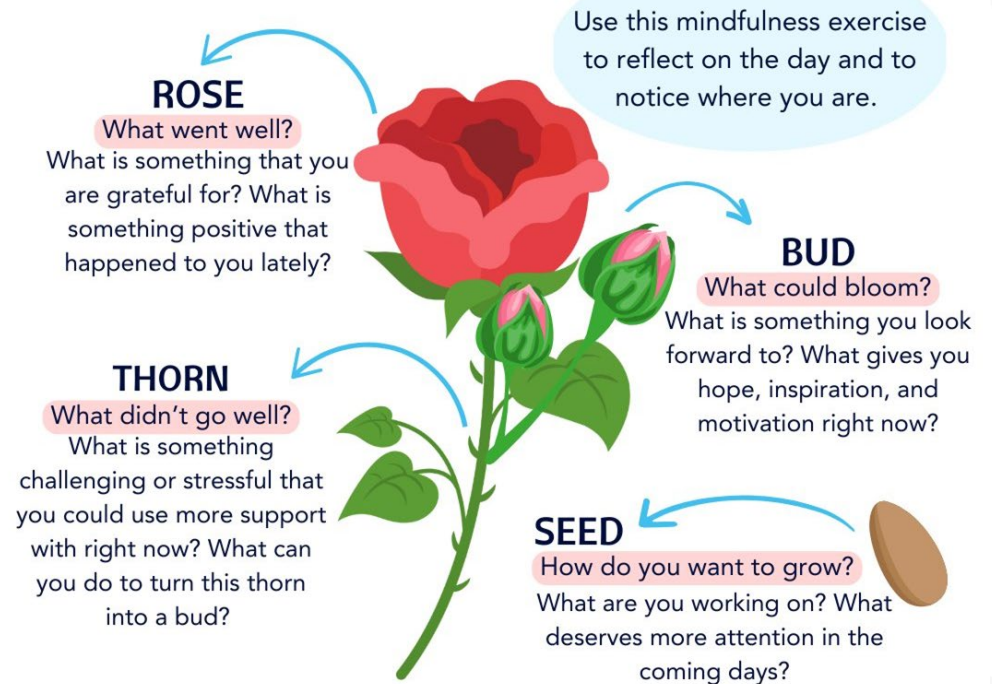 Use this mindfulness exercise
to reflect on the day and to
notice where you are.
ROSE
What went well?
What is something that you
are grateful for? What is
something positive that
happened to you lately?
BUD
What could bloom?
What is something you look
forward to? What gives you
hope, inspiration, and
motivation right now?
THORN
What didn't go well?
What is something
challenging or stressful that
you could use more support
with right now? What can
you do to turn this thorn
into a bud?
SEED
How do you want to grow?
What are you working on? What
deserves more attention in the
coming days?